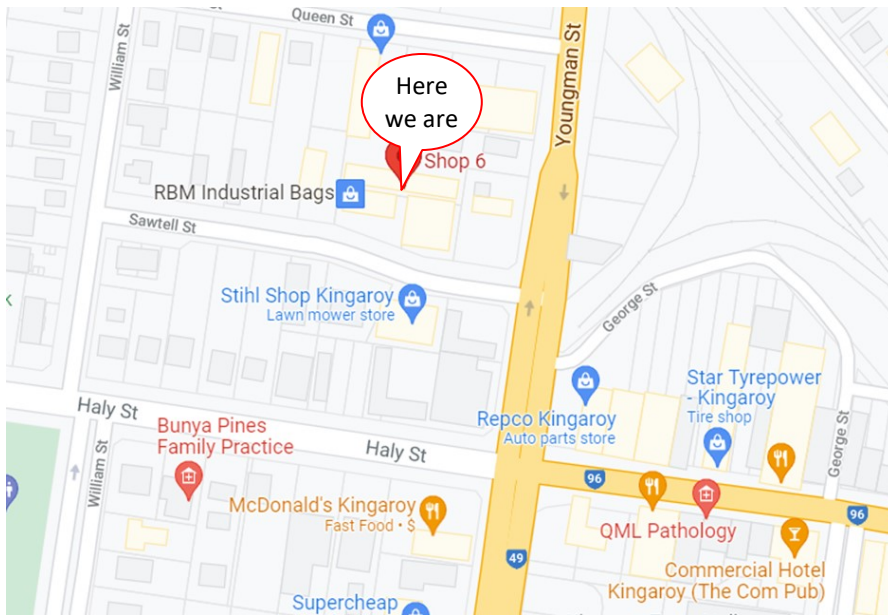 Queen St
William St
Youngman St
Here
we are
Shop 6
RBM Industrial Bags
Sawtell St
Stihl Shop Kingaroy
Lawn mower store
George St
Star Tyrepower
- Kingaroy
Tire shop
Repco Kingaroy
Auto parts store
Haly St
Bunya Pines
Family Practice
Haly St
George St
William St
96
McDonald's Kingaroy
Fast Food • $
QML Pathology
96
49
Commercial Hotel
Kingaroy (The Com Pub)
Supercheap